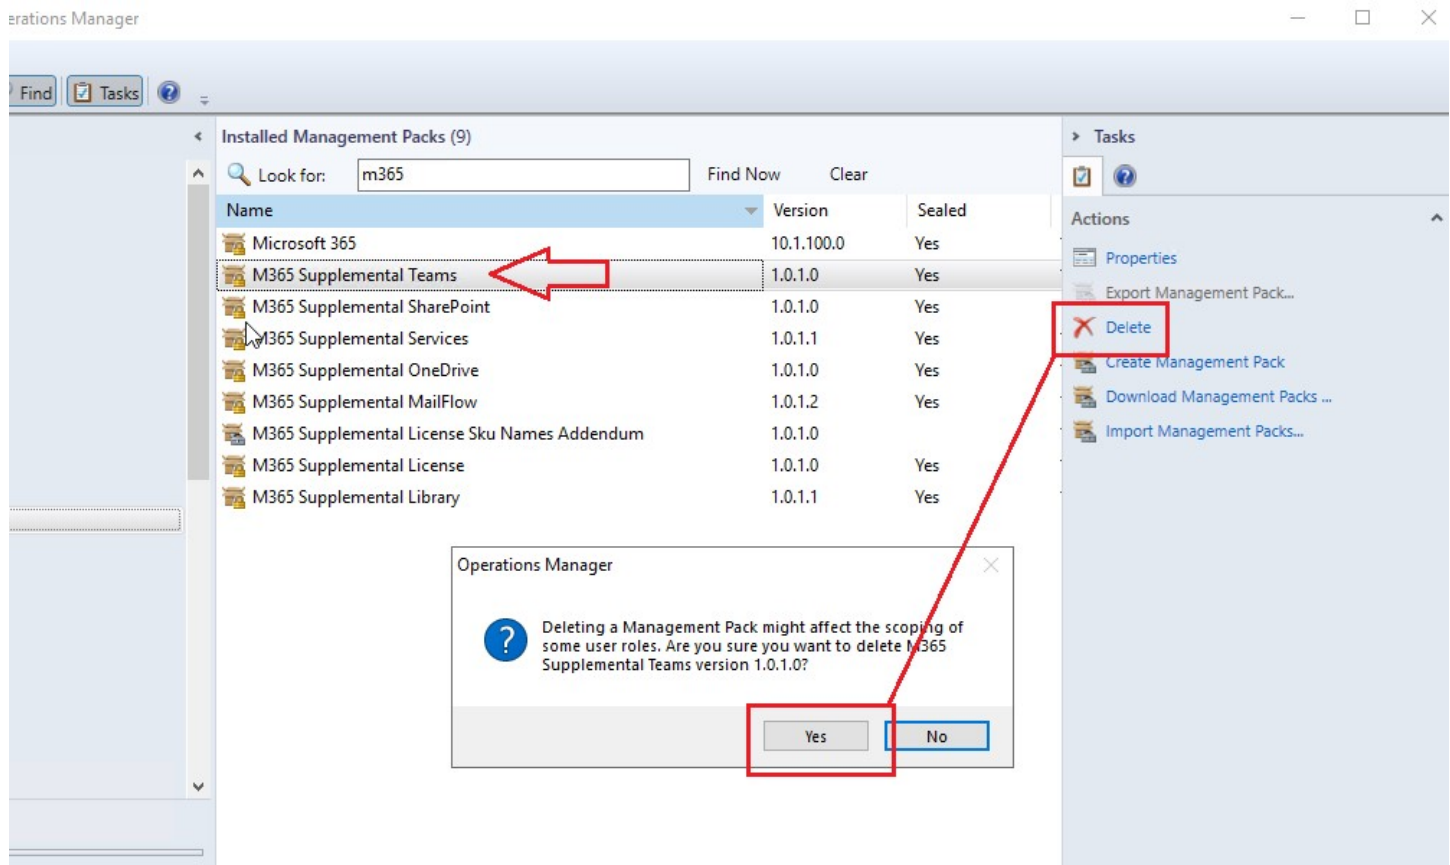 erations Manager
Find Tasks
Installed Management Packs (9)
Look for: m365 Find Now Clear
Name Version Sealed
Microsoft 365 10.1.100.0 Yes
M365 Supplemental Teams 1.0.1.0 Yes
M365 Supplemental SharePoint 1.0.1.0 Yes
M365 Supplemental Services 1.0.1.1 Yes
M365 Supplemental OneDrive 1.0.1.0 Yes
M365 Supplemental MailFlow 1.0.1.2 Yes
M365 Supplemental License Sku Names Addendum 1.0.1.0
M365 Supplemental License 1.0.1.0 Yes
M365 Supplemental Library 1.0.1.1 Yes
Tasks
Actions
Properties
Export Management Pack...
Delete
Create Management Pack
Download Management Packs ...
Import Management Packs...
Operations Manager
Deleting a Management Pack might affect the scoping of
some user roles. Are you sure you want to delete M365
Supplemental Teams version 1.0.1.0?
Yes No